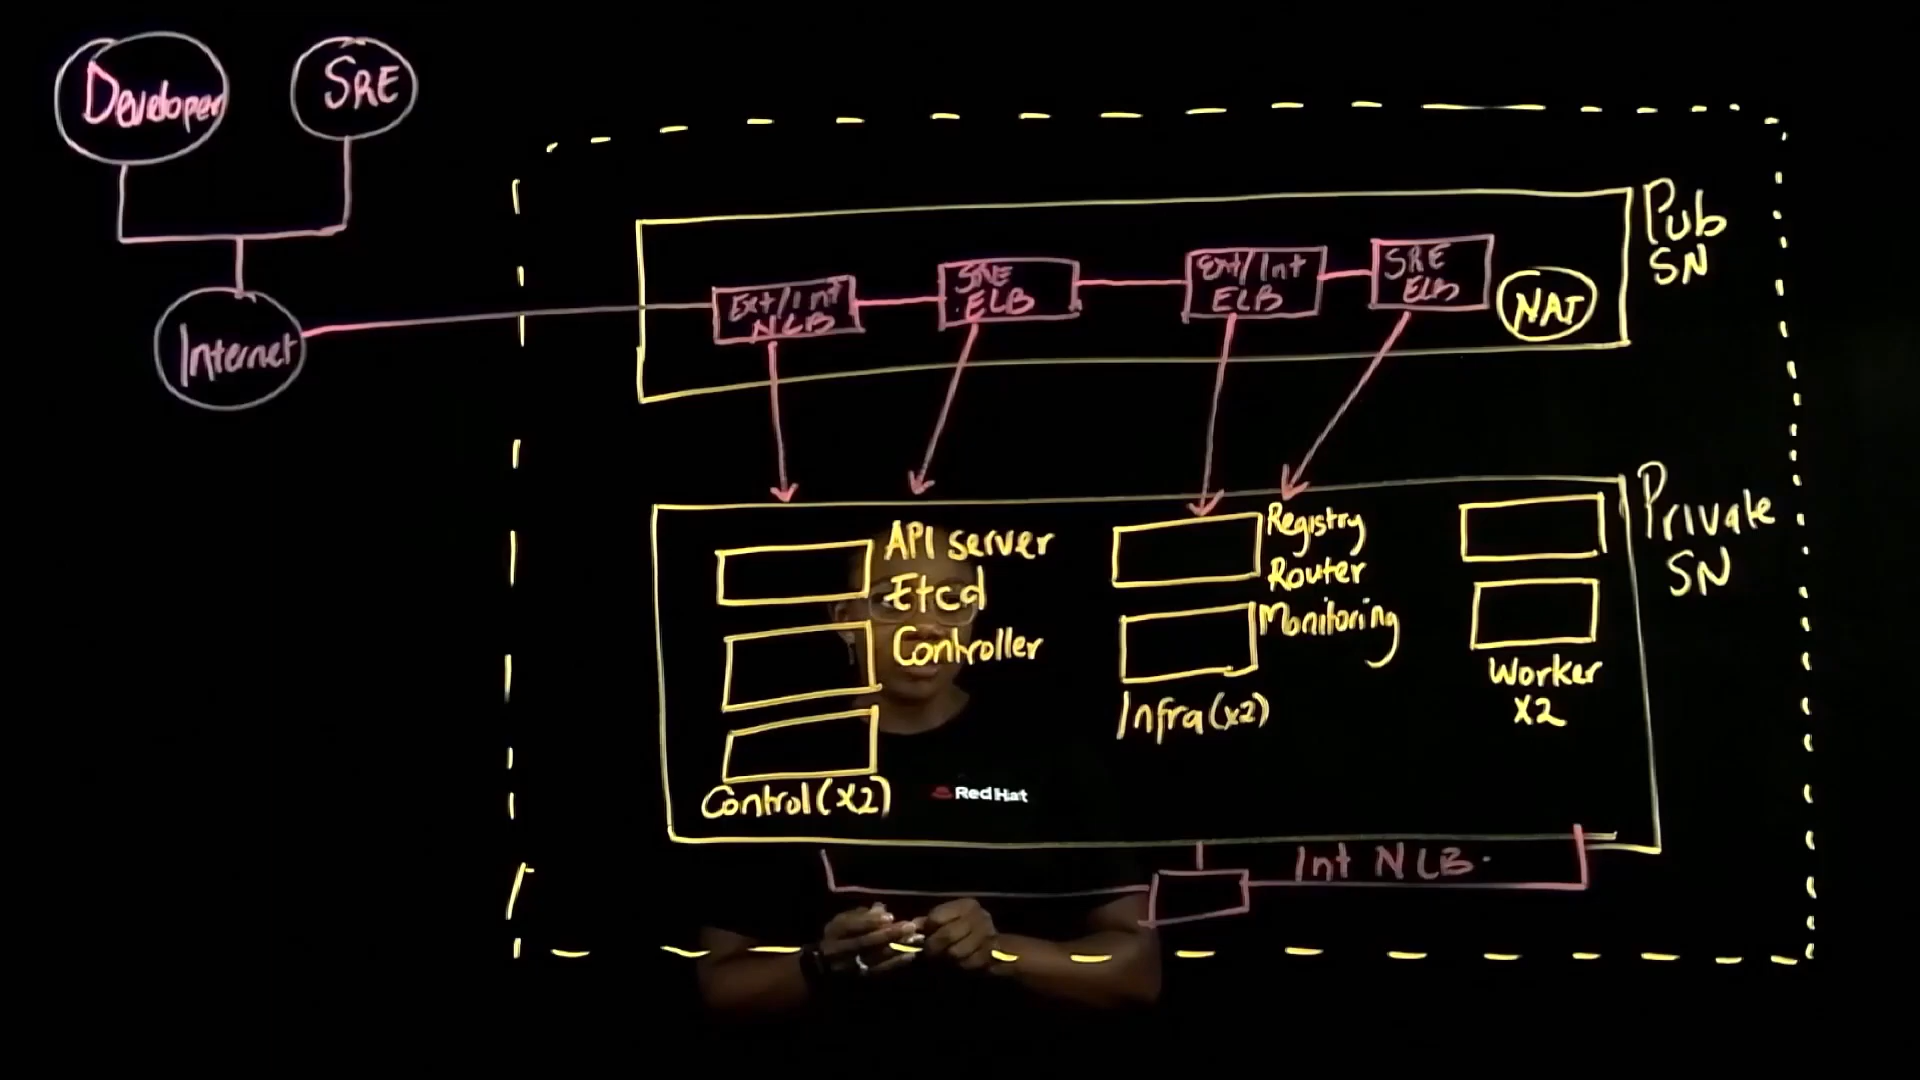 Developer
SRE
Internet
Pub
SN
Ext/Int
NLB
SRE
ELB
Ext/Int
ELB
SRE
ELB
NAT
Private
SN
API server
Etcd
Controller
Control(x2)
Registry
Router
Monitoring
Infra(x2)
Worker
x2
Red Hat
Int NLB